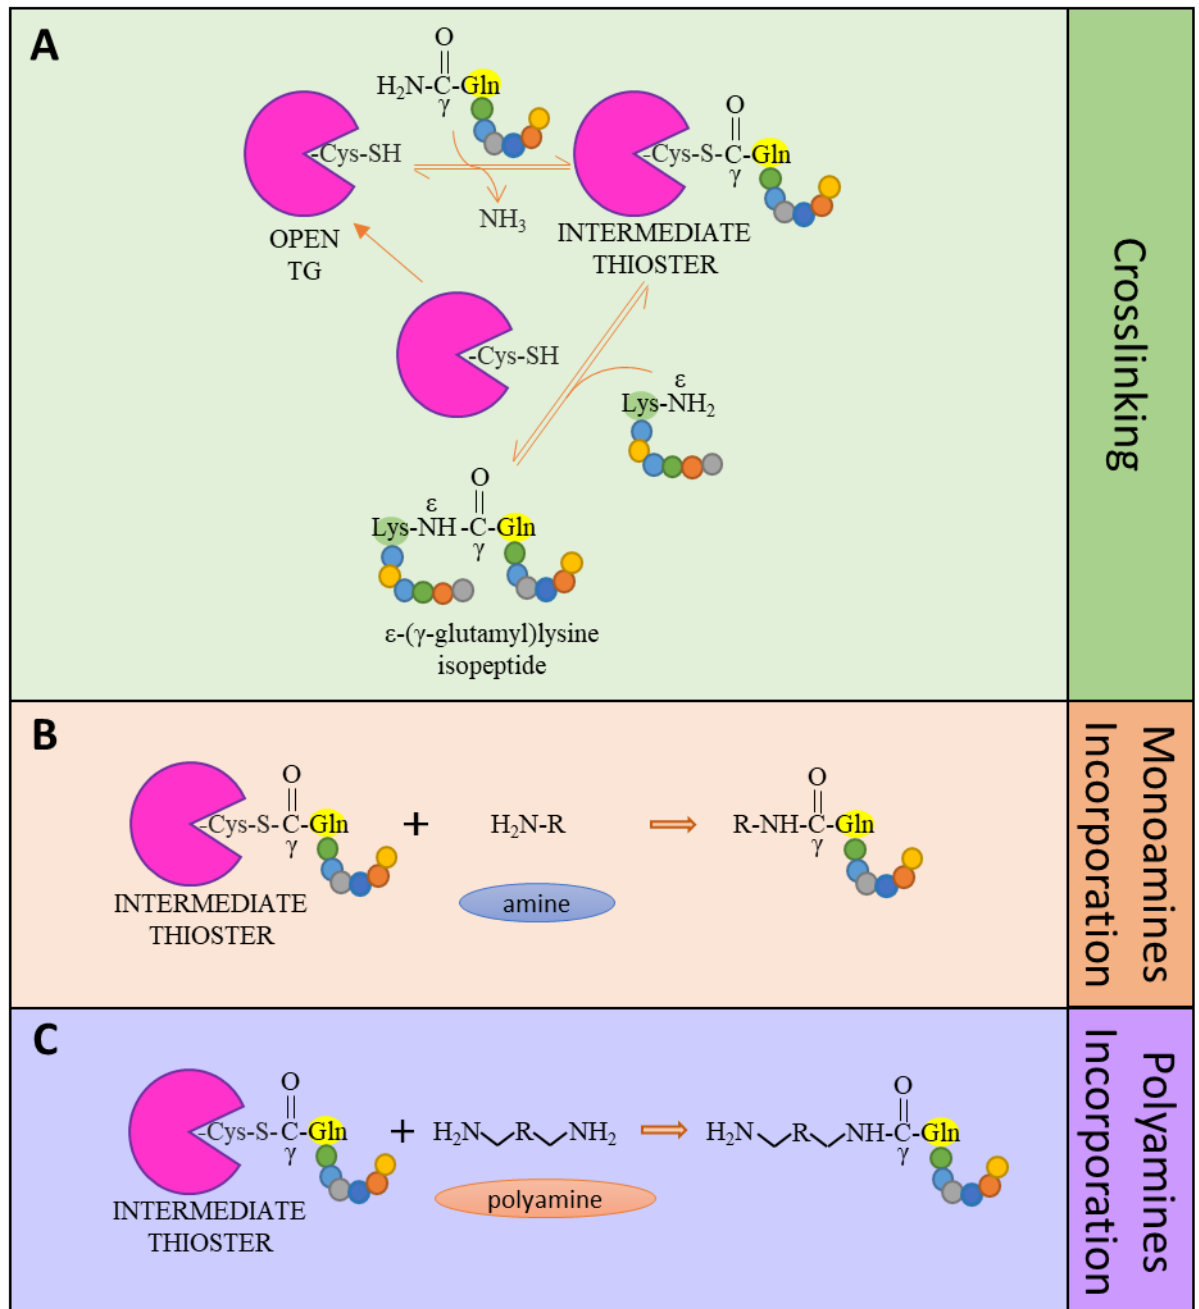 A
O
H₂N-C-Gln
γ
-Cys-SH
NH₃
OPEN
TG
O
-Cys-S-C-Gln
γ
INTERMEDIATE
THIOSTER
-Cys-SH
ε
Lys-NH₂
O
ε
Lys-NH-C-Gln
γ
ε-(γ-glutamyl)lysine
isopeptide
Crosslinking
B
O
-Cys-S-C-Gln
γ
INTERMEDIATE
THIOSTER
+
H₂N-R
amine
O
R-NH-C-Gln
γ
Monoamines
Incorporation
C
O
-Cys-S-C-Gln
γ
INTERMEDIATE
THIOSTER
+
H₂N R NH₂
polyamine
O
H₂N R NH-C-Gln
γ
Polyamines
Incorporation